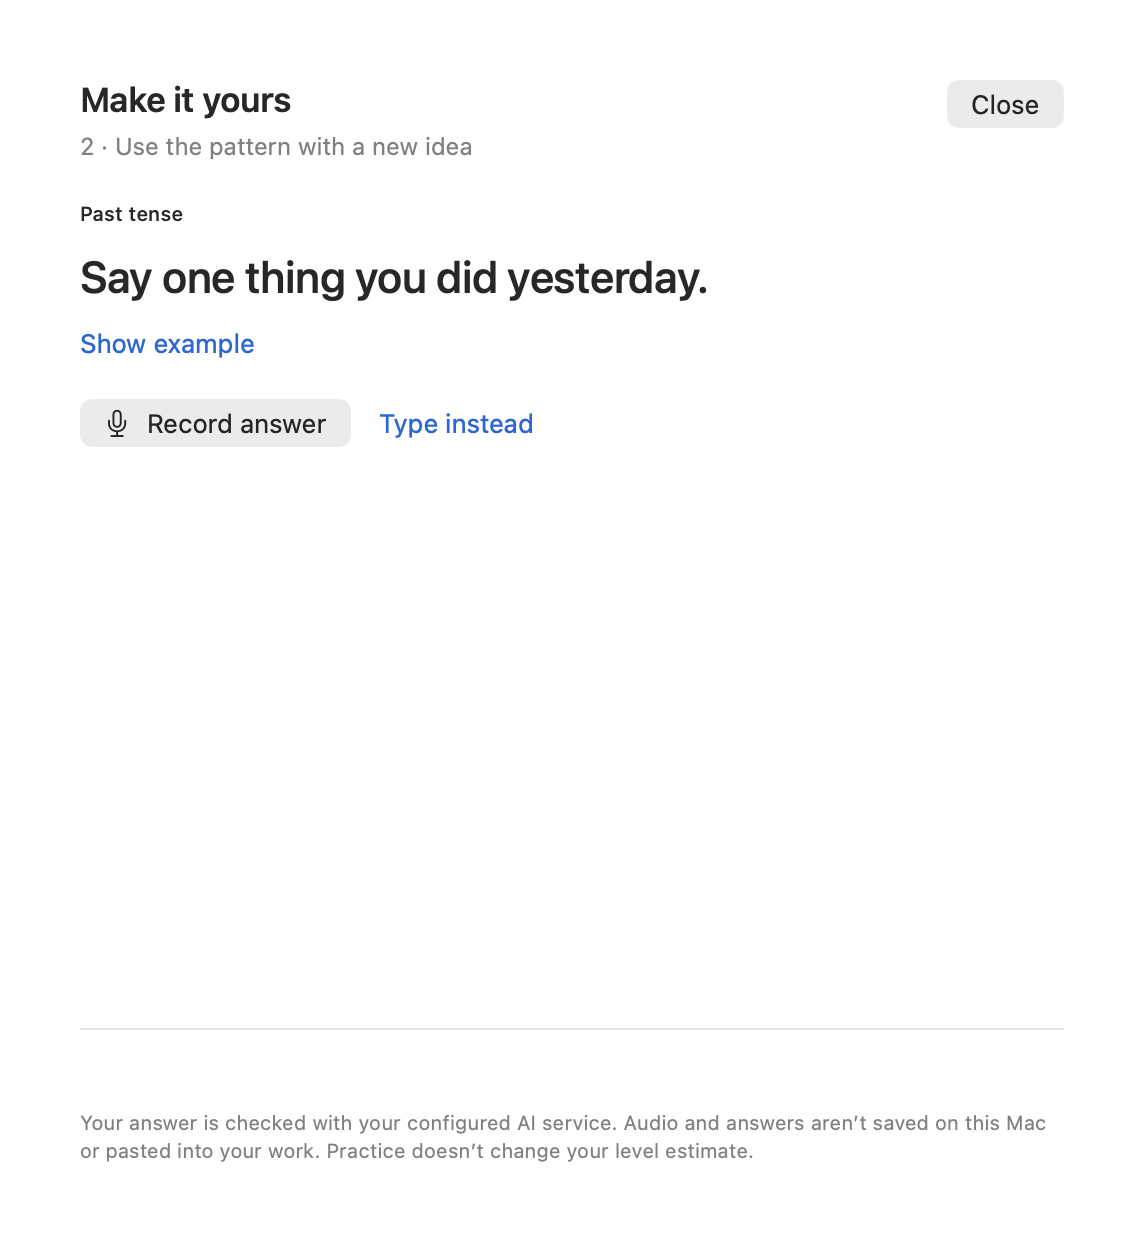 Make it yours
Close
2 · Use the pattern with a new idea
Past tense
Say one thing you did yesterday.
Show example
Record answer
Type instead
Your answer is checked with your configured AI service. Audio and answers aren’t saved on this Mac
or pasted into your work. Practice doesn’t change your level estimate.